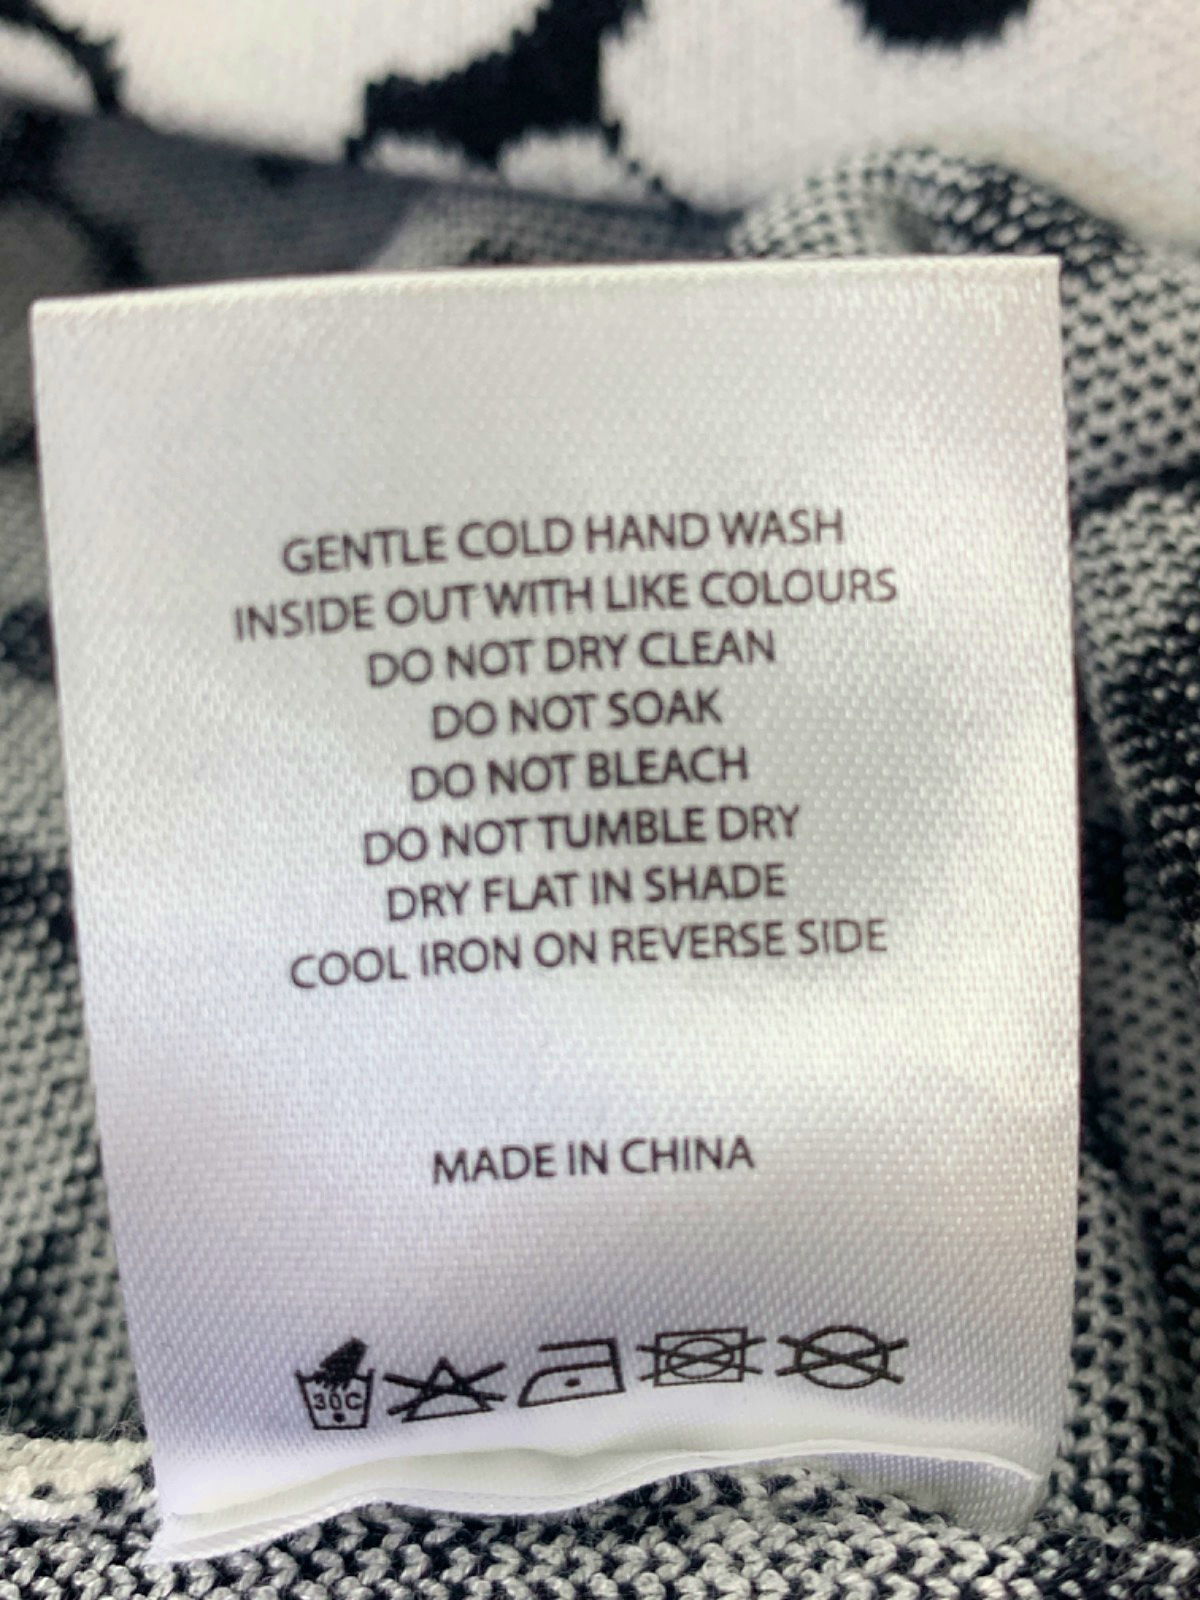 GENTLE COLD HAND WASH
INSIDE OUT WITH LIKE COLOURS
DO NOT DRY CLEAN
DO NOT SOAK
DO NOT BLEACH
DO NOT TUMBLE DRY
DRY FLAT IN SHADE
COOL IRON ON REVERSE SIDE
MADE IN CHINA
30C